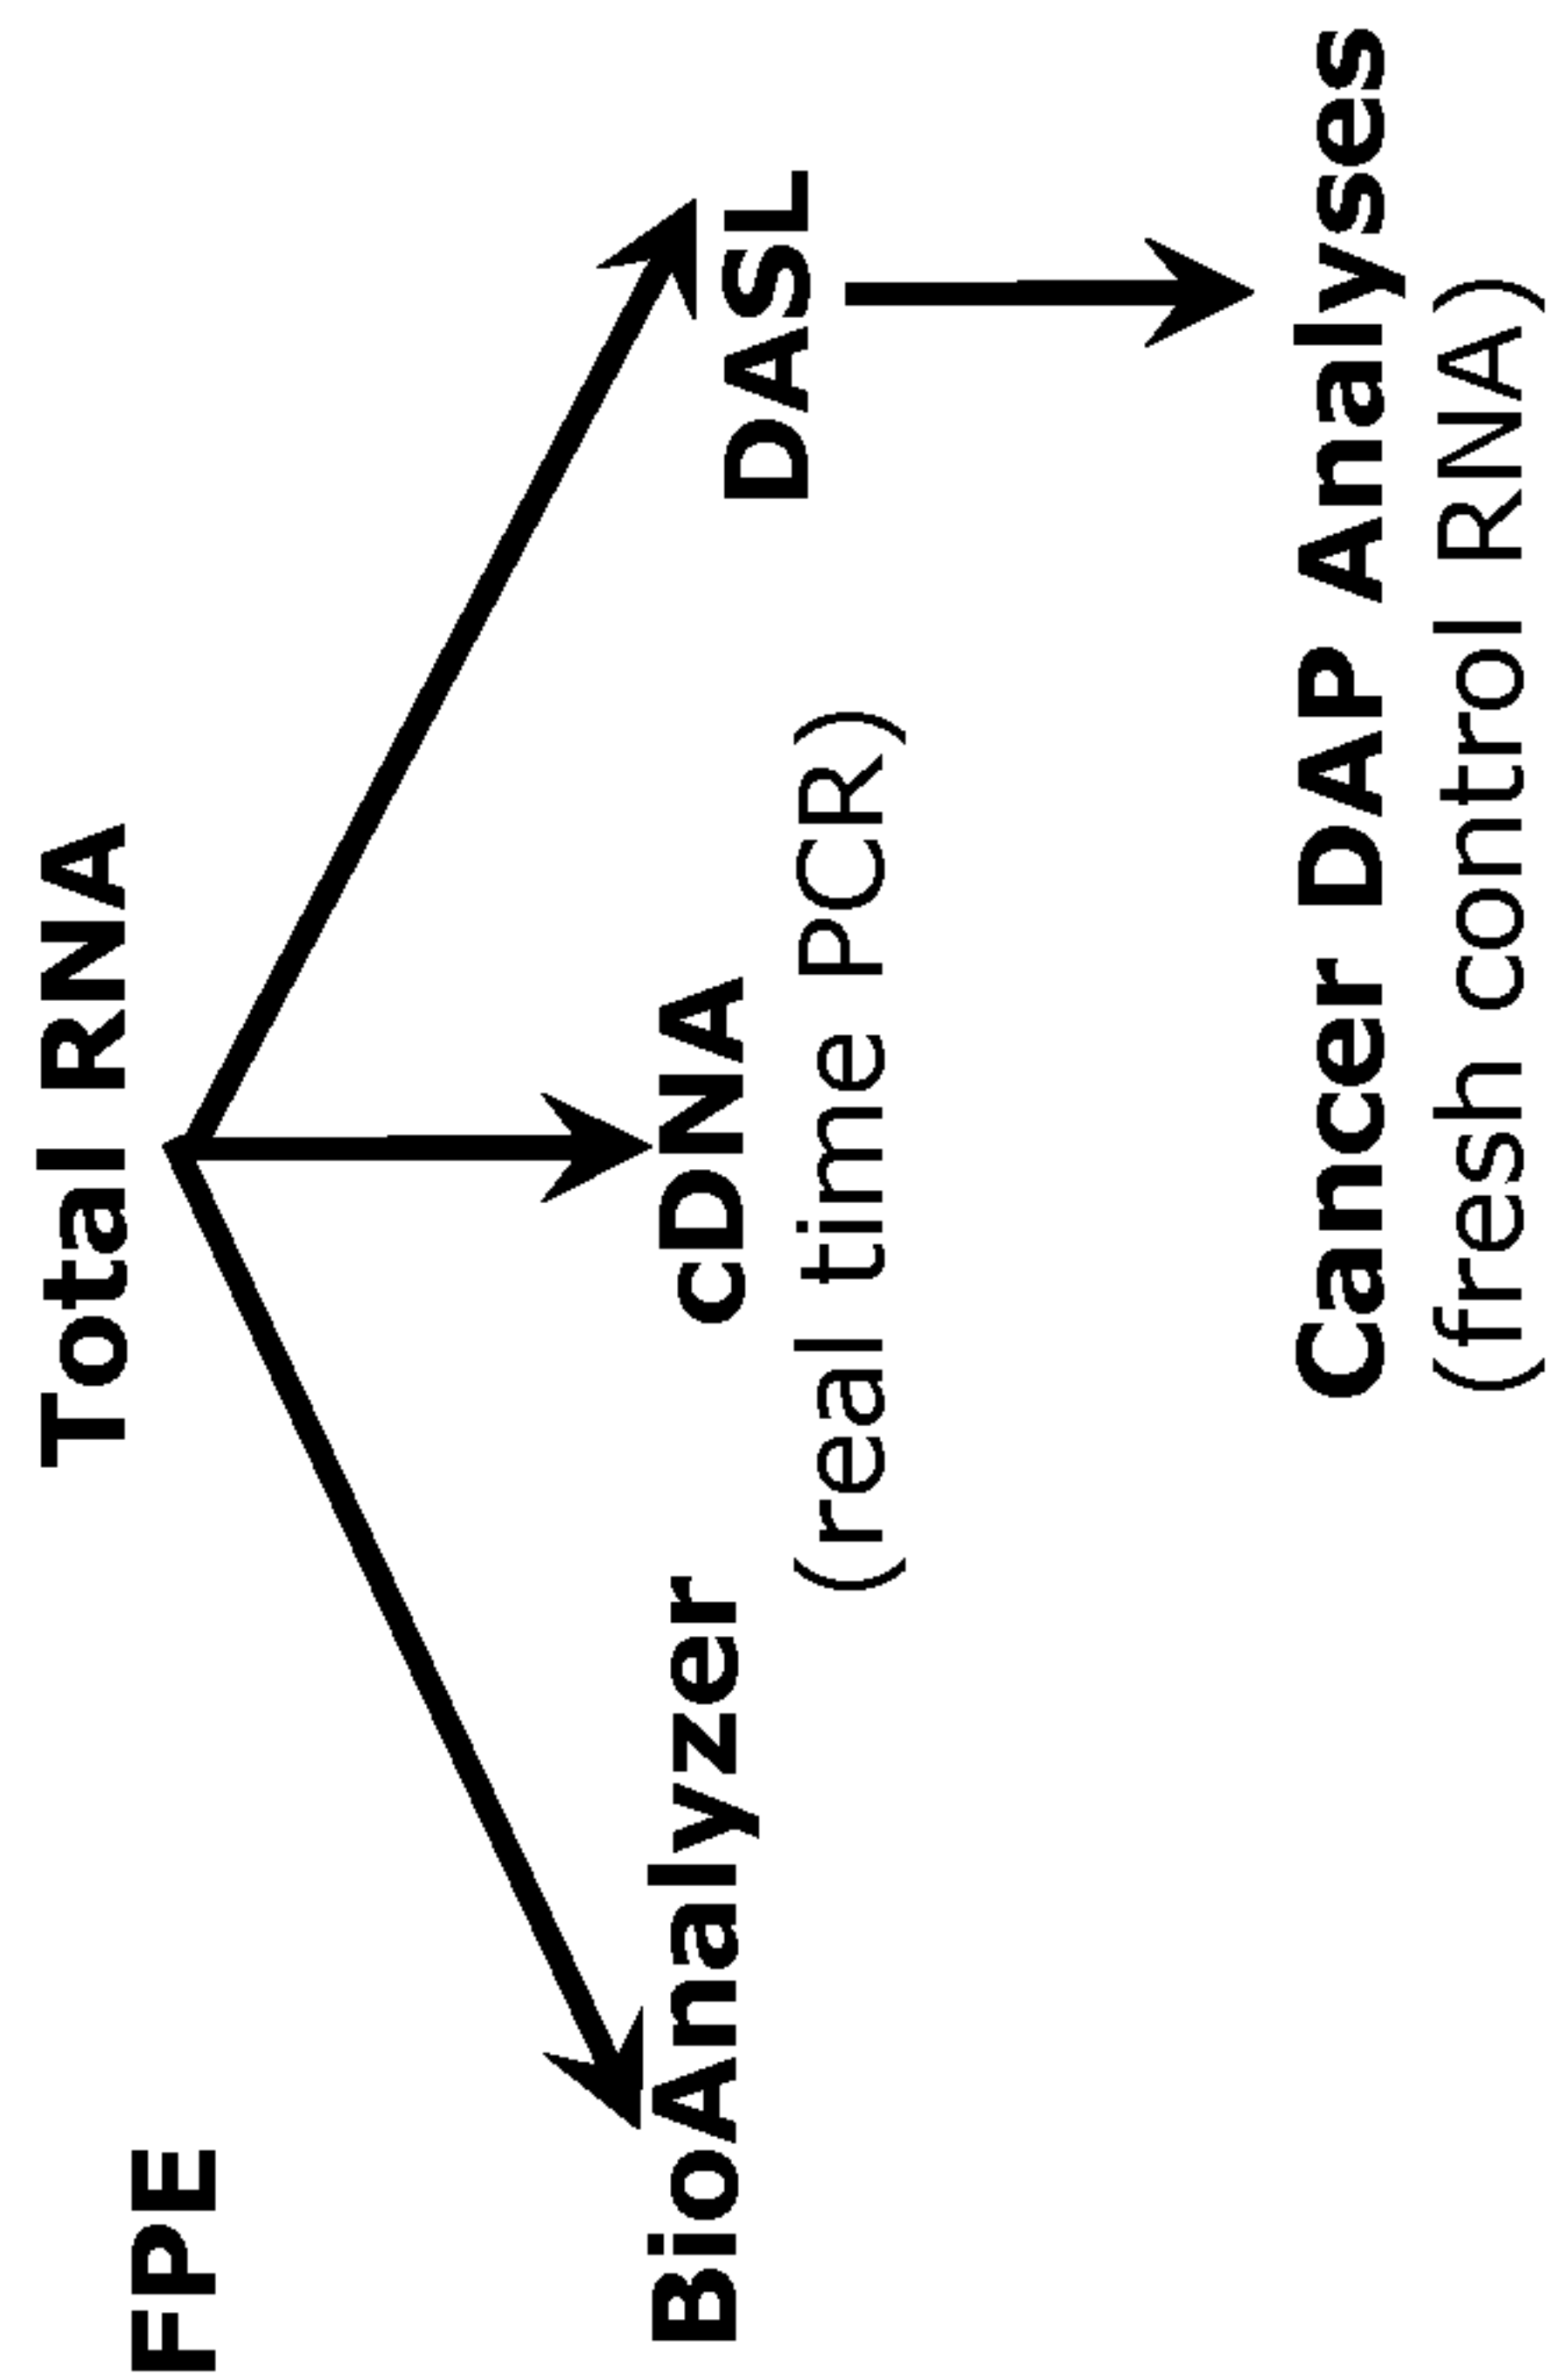 Total RNA
FPE
BioAnalyzer
cDNA
(real time PCR)
DASL
Cancer DAP Analyses
(fresh control RNA)